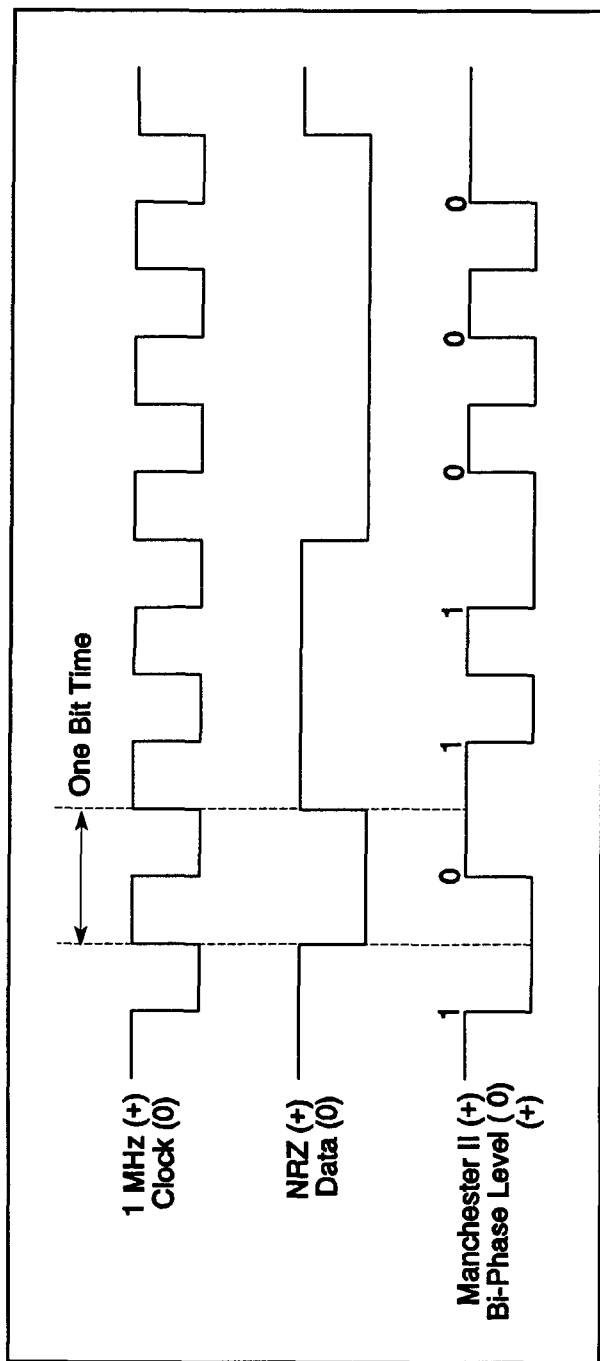 One Bit Time
1 MHz (+)
Clock (0)
NRZ (+)
Data (0)
1 0 1 1 0 0 0
Manchester II (+)
Bi-Phase Level ( 0)
(+)